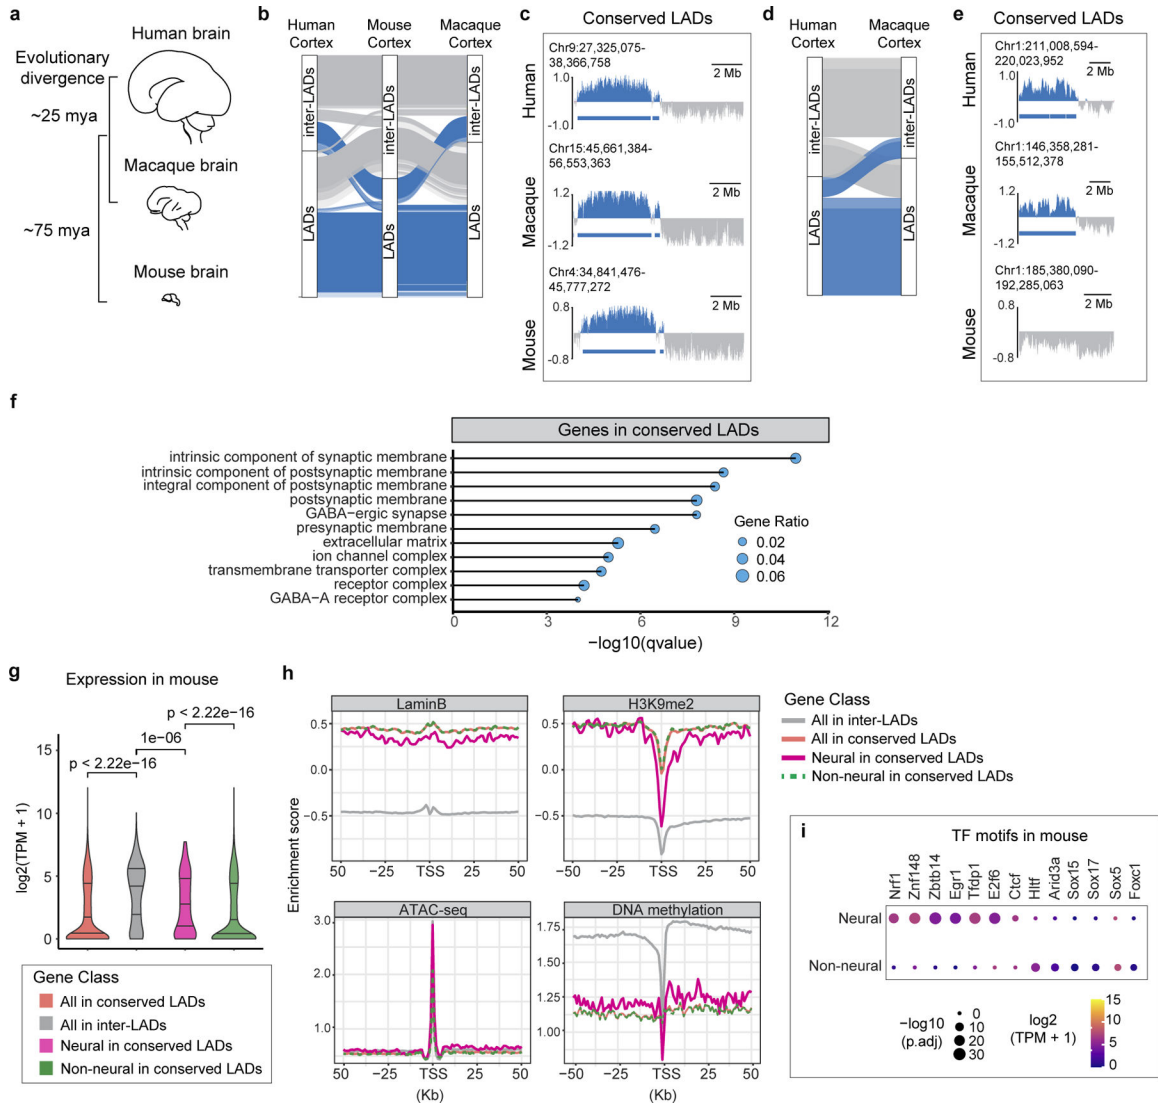 a
Human brain
Evolutionary
divergence
~25 mya
Macaque brain
~75 mya
Mouse brain
b
Human Mouse Macaque
Cortex Cortex Cortex
inter-LADs
LADs
inter-LADs
LADs
inter-LADs
LADs
c
Conserved LADs
Human
Chr9:27,325,075-
38,366,758
1.0
2 Mb
-1.0
Macaque
Chr15:45,661,384-
56,553,363
1.2
2 Mb
-1.2
Mouse
Chr4:34,841,476-
45,777,272
0.8
2 Mb
-0.8
d
Human Macaque
Cortex Cortex
inter-LADs
LADs
inter-LADs
LADs
e
Conserved LADs
Human
Chr1:211,008,594-
220,023,952
1.0
2 Mb
-1.0
Macaque
Chr1:146,358,281-
155,512,378
1.2
2 Mb
-1.2
Mouse
Chr1:185,380,090-
192,285,063
0.8
2 Mb
-0.8
f
Genes in conserved LADs
intrinsic component of synaptic membrane
intrinsic component of postsynaptic membrane
integral component of postsynaptic membrane
postsynaptic membrane
GABA-ergic synapse
presynaptic membrane
extracellular matrix
ion channel complex
transmembrane transporter complex
receptor complex
GABA-A receptor complex
0 3 6 9 12
−log10(qvalue)
Gene Ratio
0.02
0.04
0.06
g
Expression in mouse
p < 2.22e−16
1e−06
p < 2.22e−16
log2(TPM + 1)
15
10
5
0
Gene Class
All in conserved LADs
All in inter-LADs
Neural in conserved LADs
Non-neural in conserved LADs
h
Enrichment score
LaminB
0.5
0.0
−0.5
50 −25 TSS 25 50
H3K9me2
0.5
0.0
−0.5
−50 −25 TSS 25 50
ATAC-seq
3.0
2.0
1.0
50 −25 TSS 25 50
(Kb)
DNA methylation
1.75
1.50
1.25
1.00
−50 −25 TSS 25 50
(Kb)
Gene Class
All in inter-LADs
All in conserved LADs
Neural in conserved LADs
Non-neural in conserved LADs
i
TF motifs in mouse
Nrf1 Znf148 Zbtb14 Egr1 Tfdp1 E2f6 Ctcf Hltf Arid3a Sox15 Sox17 Sox5 Foxc1
Neural
Non-neural
−log10
(p.adj)
0
10
20
30
log2
(TPM + 1)
15
10
5
0